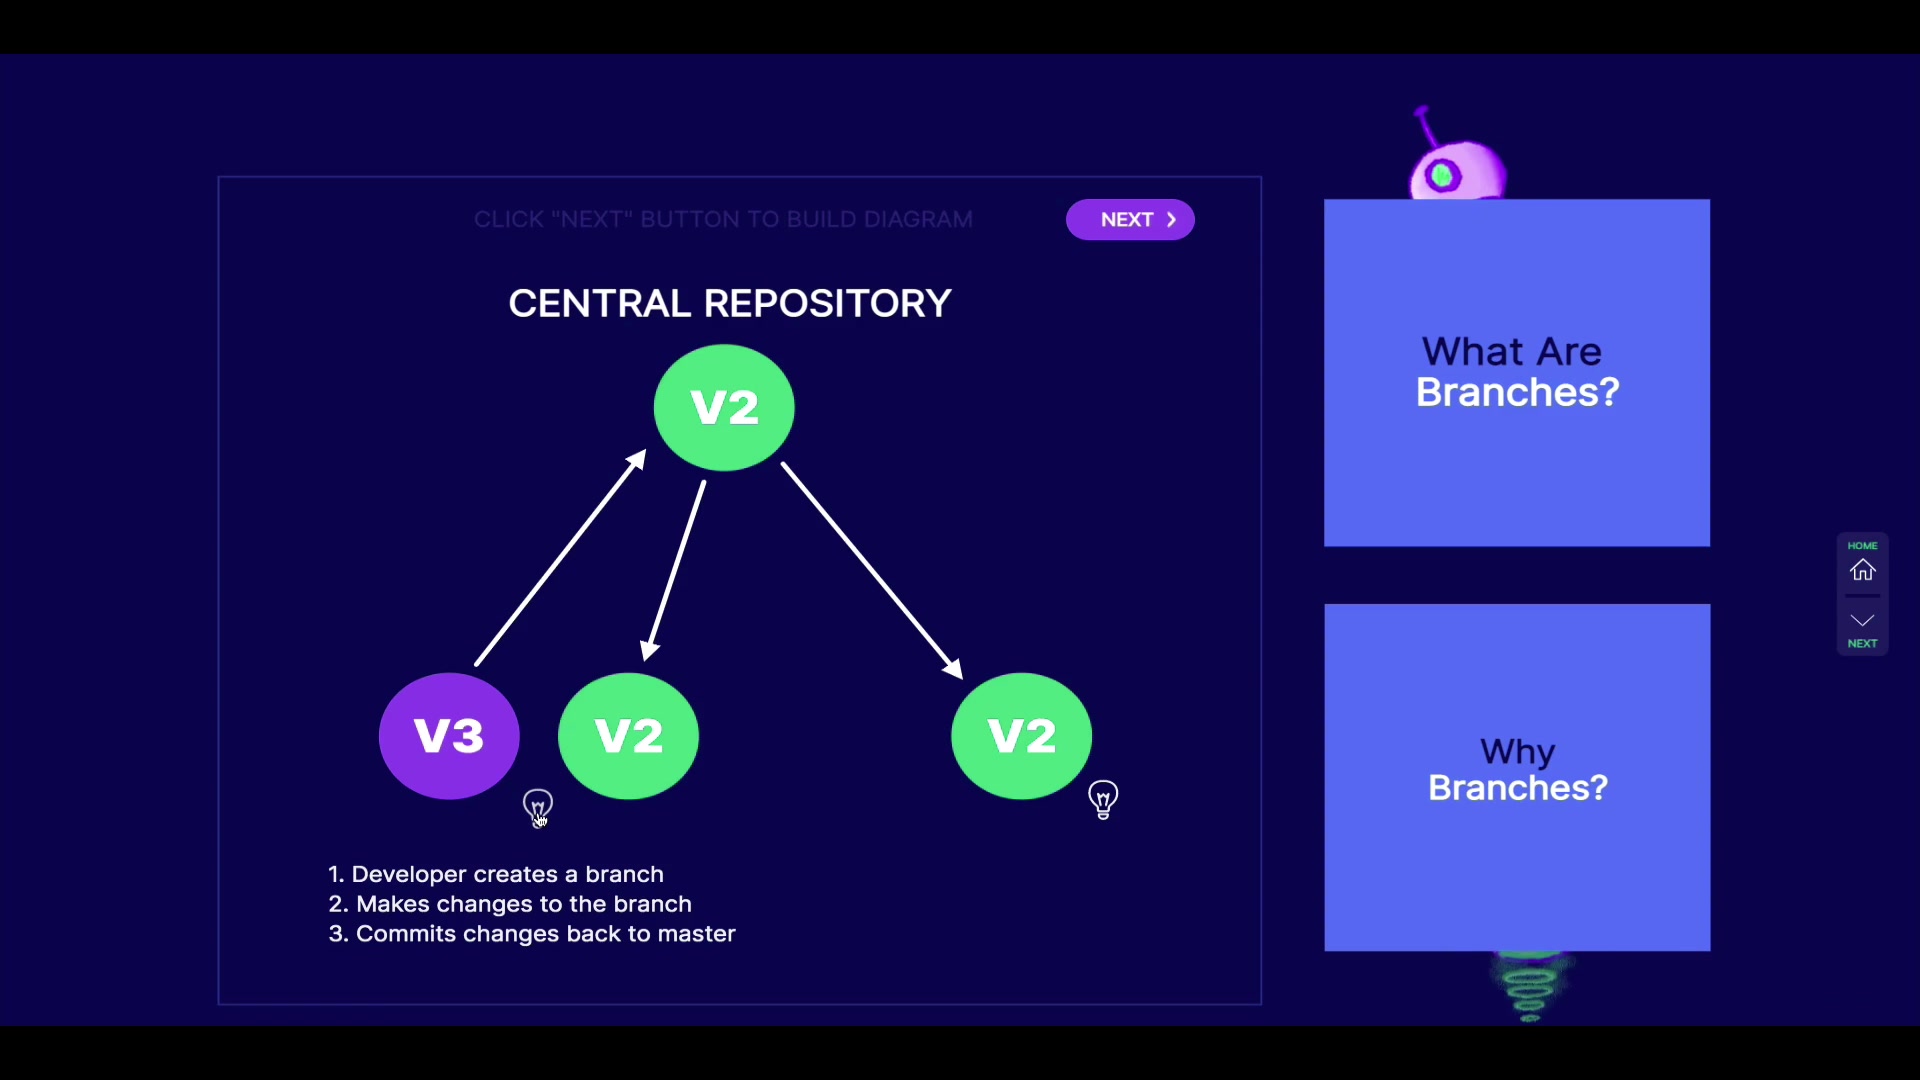 CLICK "NEXT" BUTTON TO BUILD DIAGRAM
NEXT
CENTRAL REPOSITORY
V2
V3
V2
V2
1. Developer creates a branch
2. Makes changes to the branch
3. Commits changes back to master
What Are
Branches?
Why
Branches?
HOME
NEXT